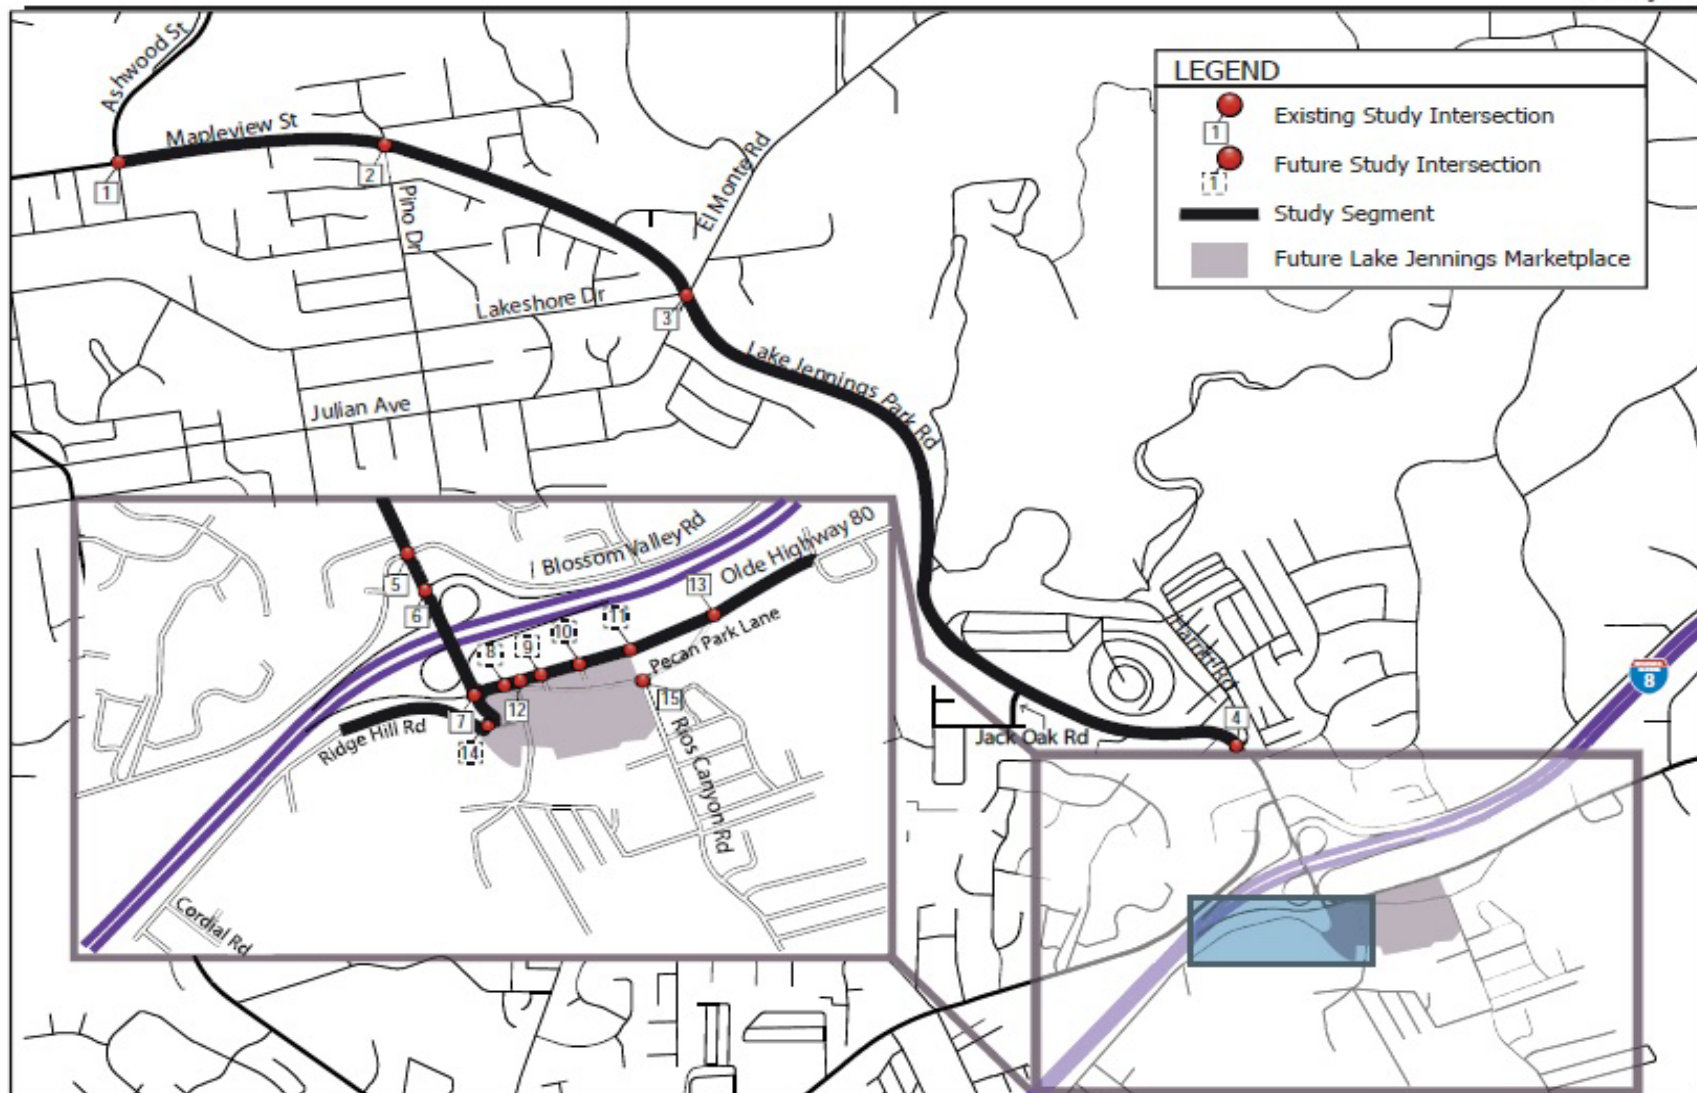 Ashwood St
Mapleview St
1
2
Pino Dr
El Monte Rd
Lakeshore Dr
3
Julian Ave
Lake Jennings Park Rd
LEGEND
1
Existing Study Intersection
1
Future Study Intersection
Study Segment
Future Lake Jennings Marketplace
Blossom Valley Rd
Olde Highway 80
5
6
13
11
10
9
8
Pecan Park Lane
15
12
7
14
Ridge Hill Rd
Rios Canyon Rd
Cordial Rd
Harritt Rd
4
Jack Oak Rd
8